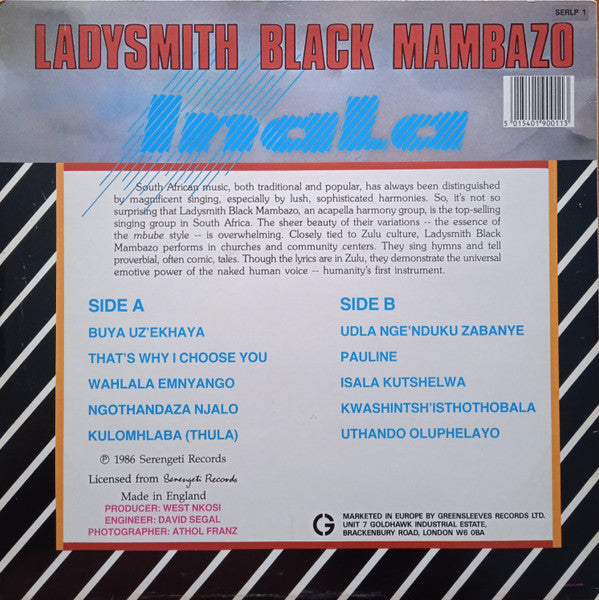 SERLP 1
LADYSMITH BLACK MAMBAZO
Inala
5 015401 900113
South African music, both traditional and popular, has always been distinguished
by magnificent singing, especially by lush, sophisticated harmonies. So, it's not so
surprising that Ladysmith Black Mambazo, an acapella harmony group, is the top-selling
singing group in South Africa. The sheer beauty of their variations -- the essence of
the mbube style -- is overwhelming. Closely tied to Zulu culture, Ladysmith Black
Mambazo performs in churches and community centers. They sing hymns and tell
proverbial, often comic, tales. Though the lyrics are in Zulu, they demonstrate the universal
emotive power of the naked human voice -- humanity's first instrument.
SIDE A
BUYA UZ'EKHAYA
THAT'S WHY I CHOOSE YOU
WAHLALA EMNYANGO
NGOTHANDAZA NJALO
KULOMHLABA (THULA)
SIDE B
UDLA NGE'NDUKU ZABANYE
PAULINE
ISALA KUTSHELWA
KWASHINTSH'ISTHOTHOBALA
UTHANDO OLUPHELAYO
℗ 1986 Serengeti Records
Licensed from Serengeti Records
Made in England
PRODUCER: WEST NKOSI
ENGINEER: DAVID SEGAL
PHOTOGRAPHER: ATHOL FRANZ
G
MARKETED IN EUROPE BY GREENSLEEVES RECORDS LTD.
UNIT 7 GOLDHAWK INDUSTRIAL ESTATE,
BRACKENBURY ROAD, LONDON W6 0BA